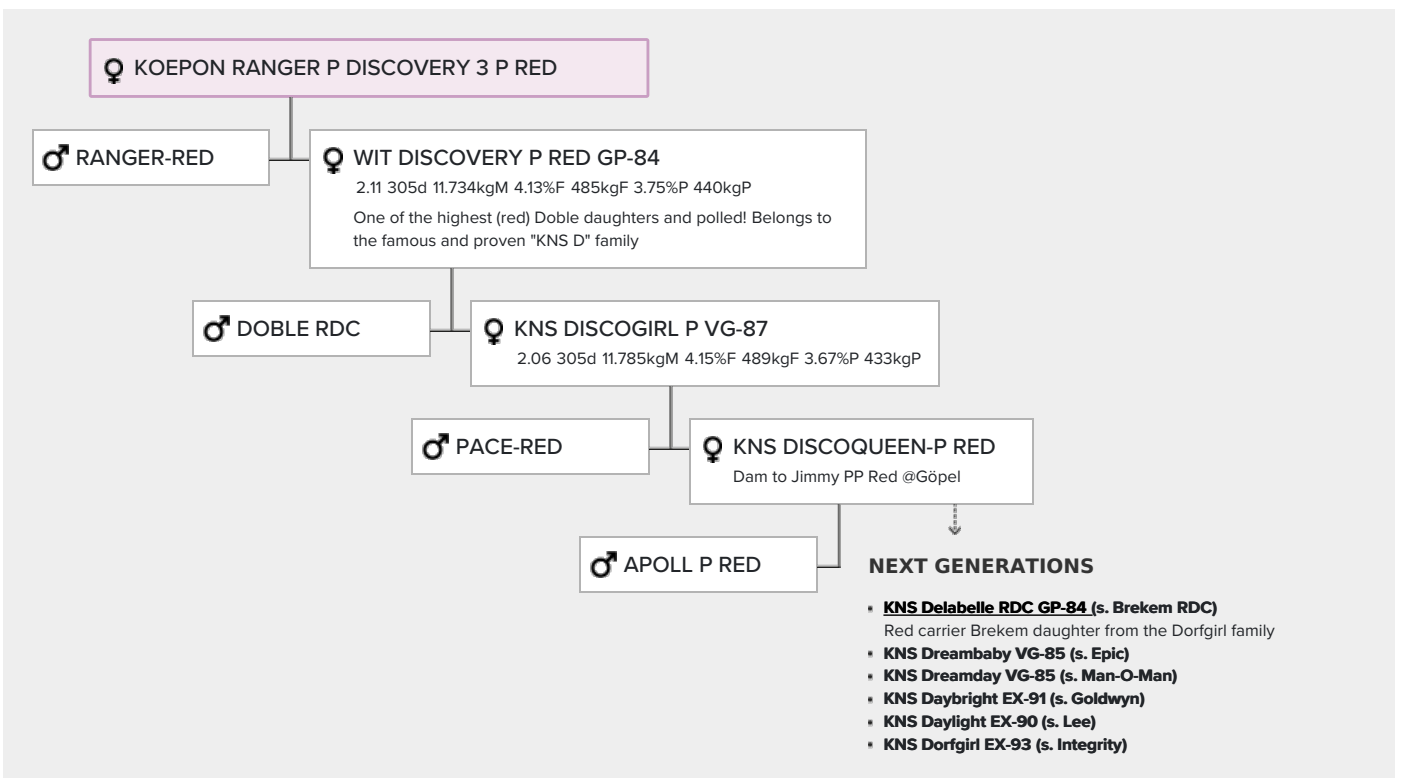 KOEPON RANGER P DISCOVERY 3 P RED
RANGER-RED
WIT DISCOVERY P RED GP-84
2.11 305d 11.734kgM 4.13%F 485kgF 3.75%P 440kgP
One of the highest (red) Doble daughters and polled! Belongs to
the famous and proven "KNS D" family
DOBLE RDC
KNS DISCOGIRL P VG-87
2.06 305d 11.785kgM 4.15%F 489kgF 3.67%P 433kgP
PACE-RED
KNS DISCOQUEEN-P RED
Dam to Jimmy PP Red @Göpel
APOLL P RED
NEXT GENERATIONS
KNS Delabelle RDC GP-84 (s. Brekem RDC)
Red carrier Brekem daughter from the Dorfgirl family
KNS Dreambaby VG-85 (s. Epic)
KNS Dreamday VG-85 (s. Man-O-Man)
KNS Daybright EX-91 (s. Goldwyn)
KNS Daylight EX-90 (s. Lee)
KNS Dorfgirl EX-93 (s. Integrity)